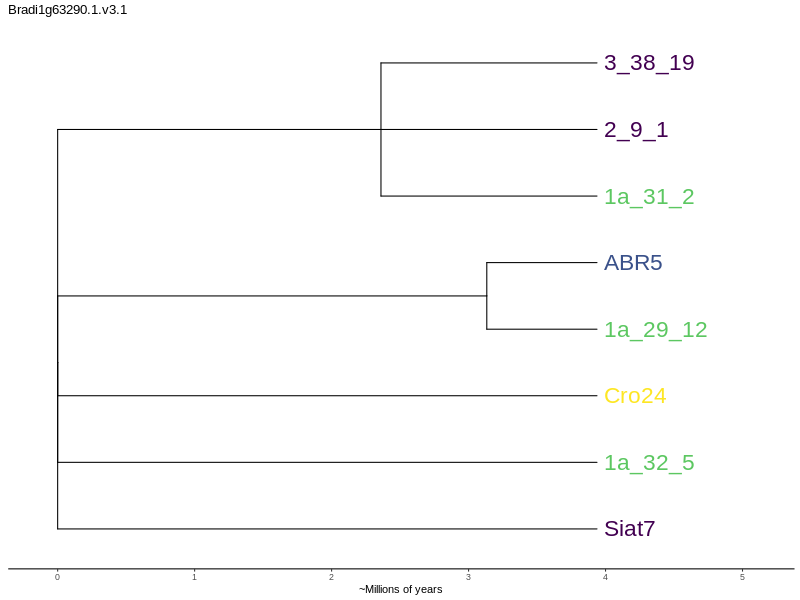 Bradi1g63290.1.v3.1
3_38_19
2_9_1
1a_31_2
ABR5
1a_29_12
Cro24
1a_32_5
Siat7
0 1 2 3 4 5
~Millions of years